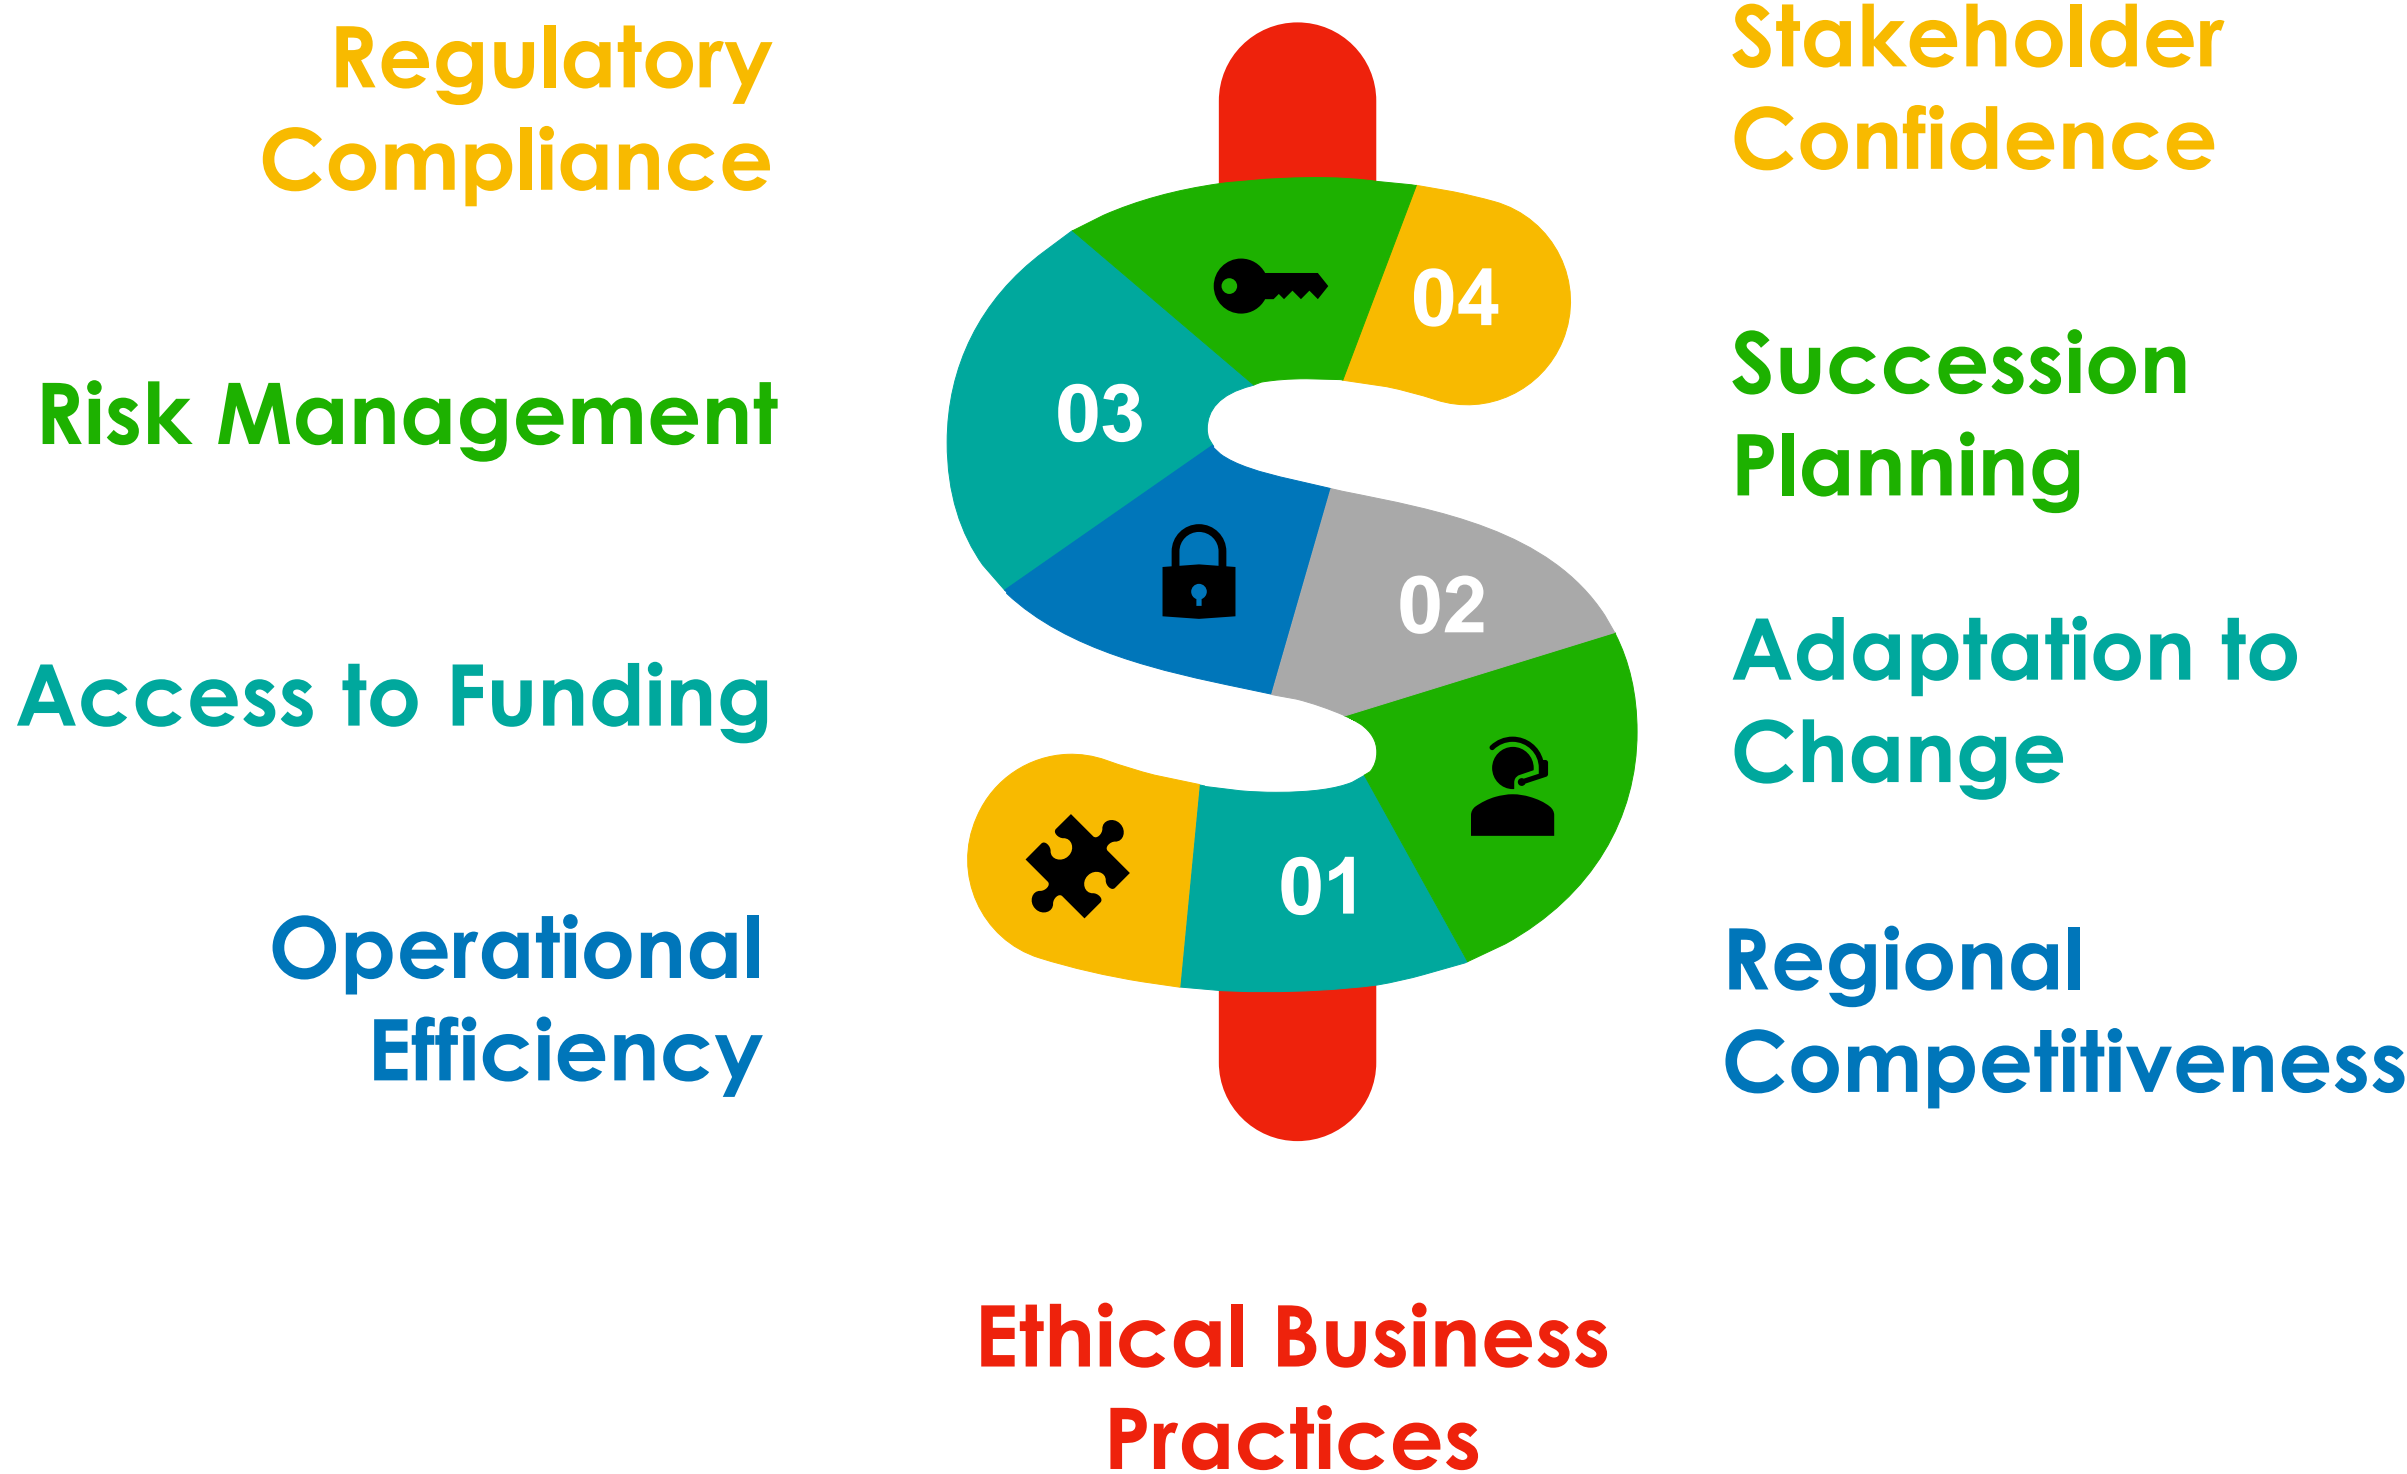 Regulatory
Compliance
Risk Management
Access to Funding
Operational
Efficiency
04
03
02
01
Stakeholder
Confidence
Succession
Planning
Adaptation to
Change
Regional
Competitiveness
Ethical Business
Practices